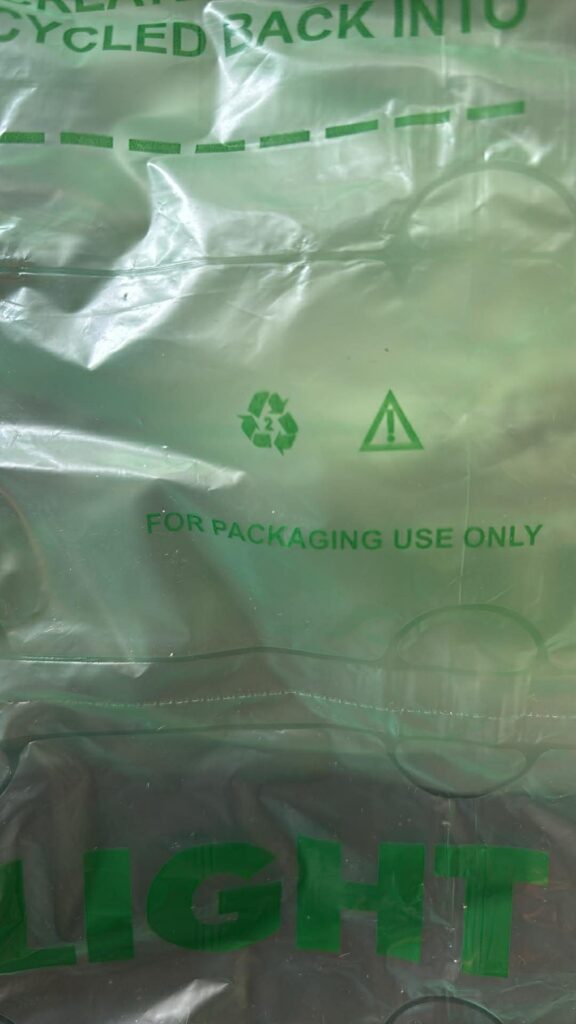 CYCLED BACK INTO
2
FOR PACKAGING USE ONLY
LIGHT